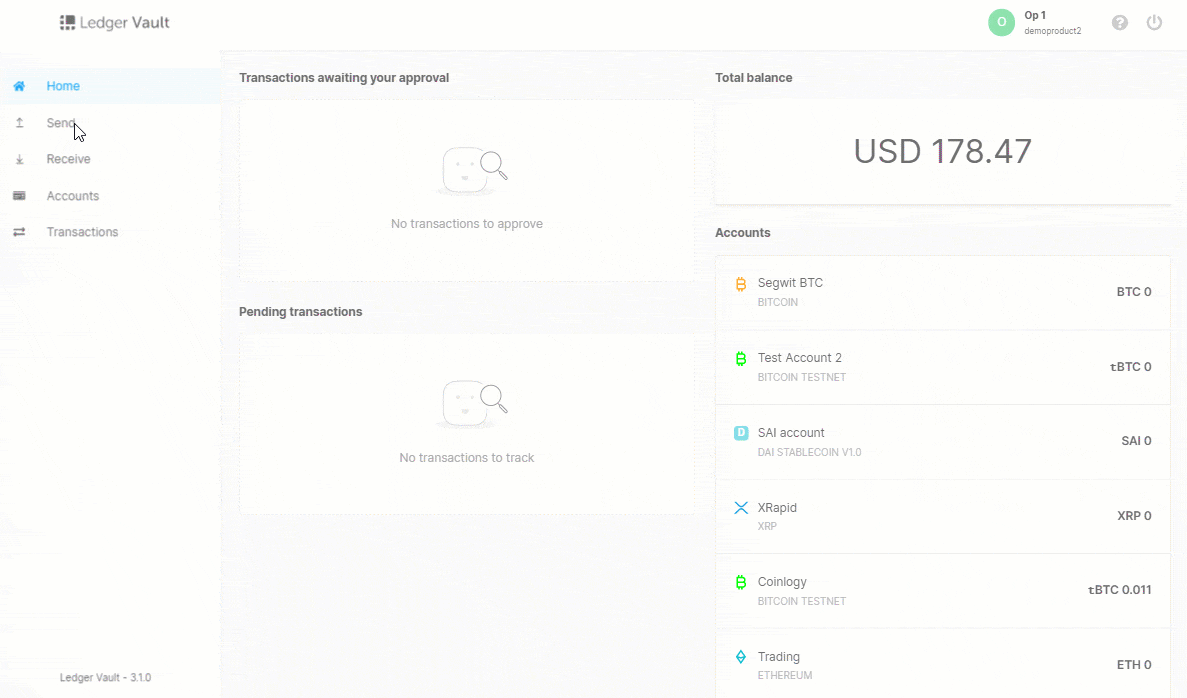 Ledger Vault
O
Op 1
demoproduct2
?
Home
Send
Receive
Accounts
Transactions
Ledger Vault - 3.1.0
Transactions awaiting your approval
No transactions to approve
Pending transactions
No transactions to track
Total balance
USD 178.47
Accounts
Segwit BTC
BITCOIN
BTC 0
Test Account 2
BITCOIN TESTNET
tBTC 0
D
SAI account
DAI STABLECOIN V1.0
SAI 0
XRapid
XRP
XRP 0
Coinlogy
BITCOIN TESTNET
tBTC 0.011
Trading
ETHEREUM
ETH 0